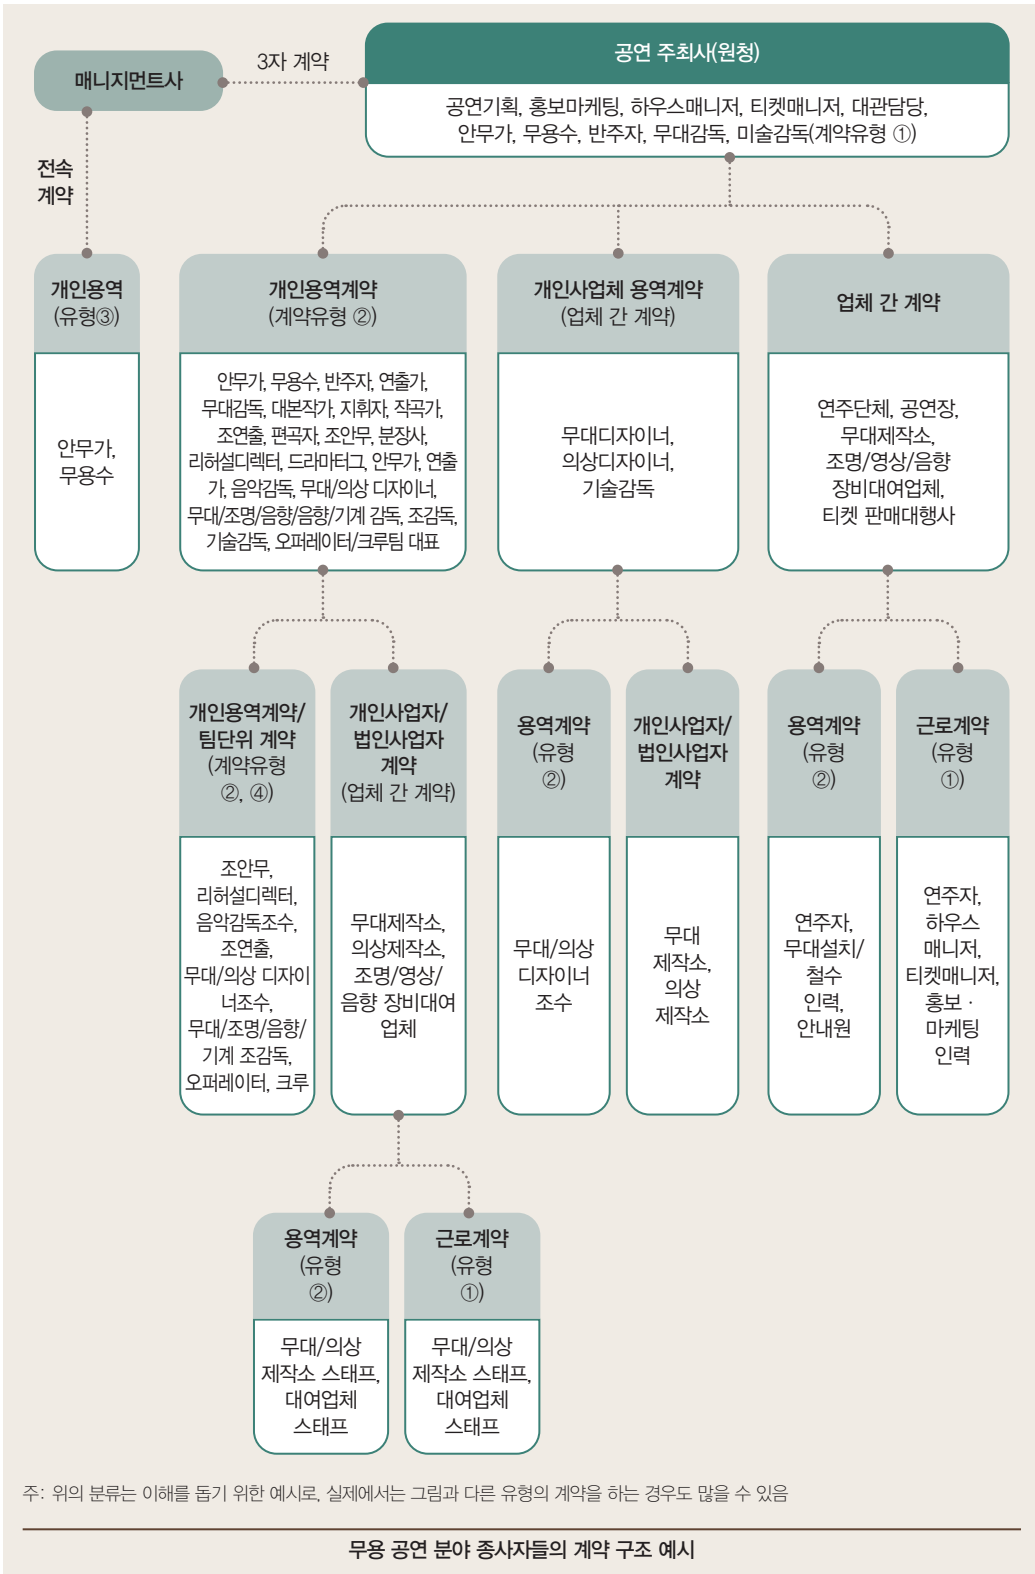 매니지먼트사
3자 계약
공연 주최사(원청)
공연기획, 홍보마케팅, 하우스매니저, 티켓매니저, 대관담당,
안무가, 무용수, 반주자, 무대감독, 미술감독(계약유형 ①)
전속
계약
개인용역
(유형③)
안무가,
무용수
개인용역계약
(계약유형 ②)
안무가, 무용수, 반주자, 연출가,
무대감독, 대본작가, 지휘자, 작곡가,
조연출, 편곡자, 조안무, 분장사,
리허설디렉터, 드라마터그, 안무가, 연출
가, 음악감독, 무대/의상 디자이너,
무대/조명/음향/음향/기계 감독, 조감독,
기술감독, 오퍼레이터/크루팀 대표
개인사업체 용역계약
(업체 간 계약)
무대디자이너,
의상디자이너,
기술감독
업체 간 계약
연주단체, 공연장,
무대제작소,
조명/영상/음향
장비대여업체,
티켓 판매대행사
개인용역계약/
팀단위 계약
(계약유형
②, ④)
조안무,
리허설디렉터,
음악감독조수,
조연출,
무대/의상 디자이
너조수,
무대/조명/음향/
기계 조감독,
오퍼레이터, 크루
개인사업자/
법인사업자
계약
(업체 간 계약)
무대제작소,
의상제작소,
조명/영상/
음향 장비대여
업체
용역계약
(유형
②)
무대/의상
디자이너
조수
개인사업자/
법인사업자
계약
무대
제작소,
의상
제작소
용역계약
(유형
②)
연주자,
무대설치/
철수
인력,
안내원
근로계약
(유형
①)
연주자,
하우스
매니저,
티켓매니저,
홍보·
마케팅
인력
용역계약
(유형
②)
무대/의상
제작소 스태프,
대여업체
스태프
근로계약
(유형
①)
무대/의상
제작소 스태프,
대여업체
스태프
주: 위의 분류는 이해를 돕기 위한 예시로, 실제에서는 그림과 다른 유형의 계약을 하는 경우도 많을 수 있음
무용 공연 분야 종사자들의 계약 구조 예시